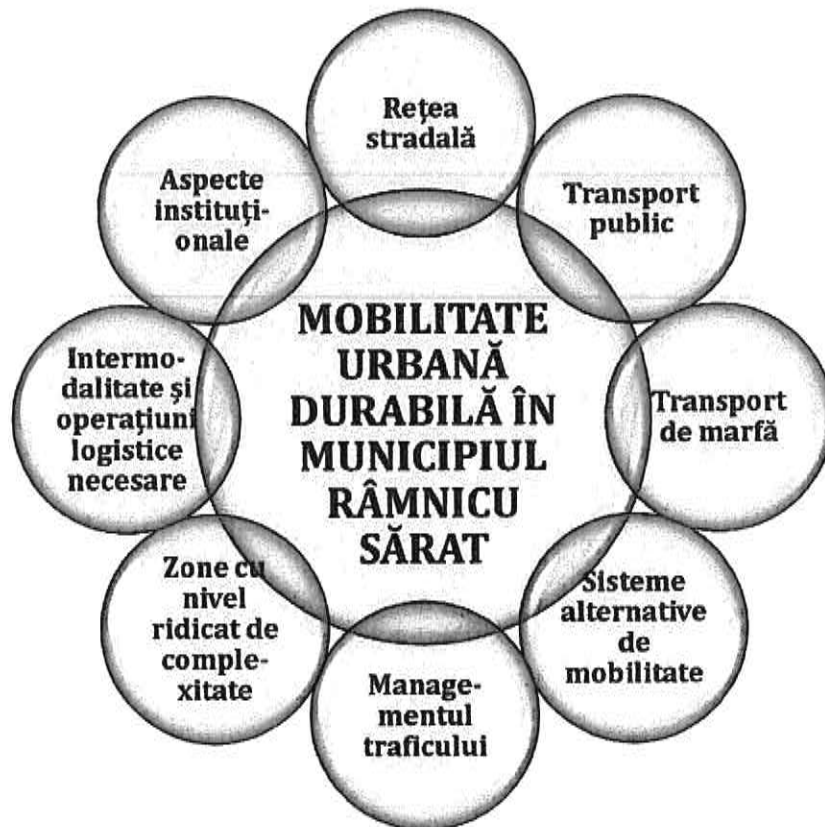 Rețea
stradală
Transport
public
Transport
de marfă
Sisteme
alternative
de
mobilitate
Manage-
mentul
traficului
Zone cu
nivel
ridicat de
comple-
xitate
Intermo-
dalitate și
operațiuni
logistice
necesare
Aspecte
instituți-
onale
MOBILITATE
URBANĂ
DURABILĂ ÎN
MUNICIPIUL
RÂMNICU
SĂRAT